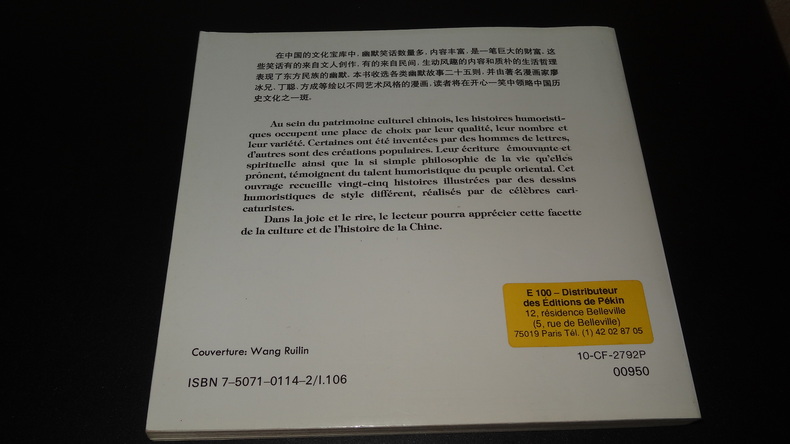 在中国的文化宝库中，幽默笑话数量多，内容丰富，是一笔巨大的财富。这
些笑话有的来自文人创作，有的来自民间，生动风趣的内容和质朴的生活哲理
表现了东方民族的幽默。本书收选各类幽默故事二十五则，并由著名漫画家廖
冰兄、丁聪、方成等绘以不同艺术风格的漫画，读者将在开心一笑中领略中国历
史文化之一斑。
Au sein du patrimoine culturel chinois, les histoires humoristi-
ques occupent une place de choix par leur qualité, leur nombre et
leur variété. Certaines ont été inventées par des hommes de lettres,
d'autres sont des créations populaires. Leur écriture émouvante et
spirituelle ainsi que la si simple philosophie de la vie qu'elles
prônent, témoignent du talent humoristique du peuple oriental. Cet
ouvrage recueille vingt-cinq histoires illustrées par des dessins
humoristiques de style différent, réalisés par de célèbres cari-
caturistes.
Dans la joie et le rire, le lecteur pourra apprécier cette facette
de la culture et de l'histoire de la Chine.
E 100 – Distributeur
des Éditions de Pékin
12, résidence Belleville
(5, rue de Belleville)
75019 Paris Tél. (1) 42 02 87 05
Couverture: Wang Ruilin
10-CF-2792P
ISBN 7-5071-0114-2/I.106
00950